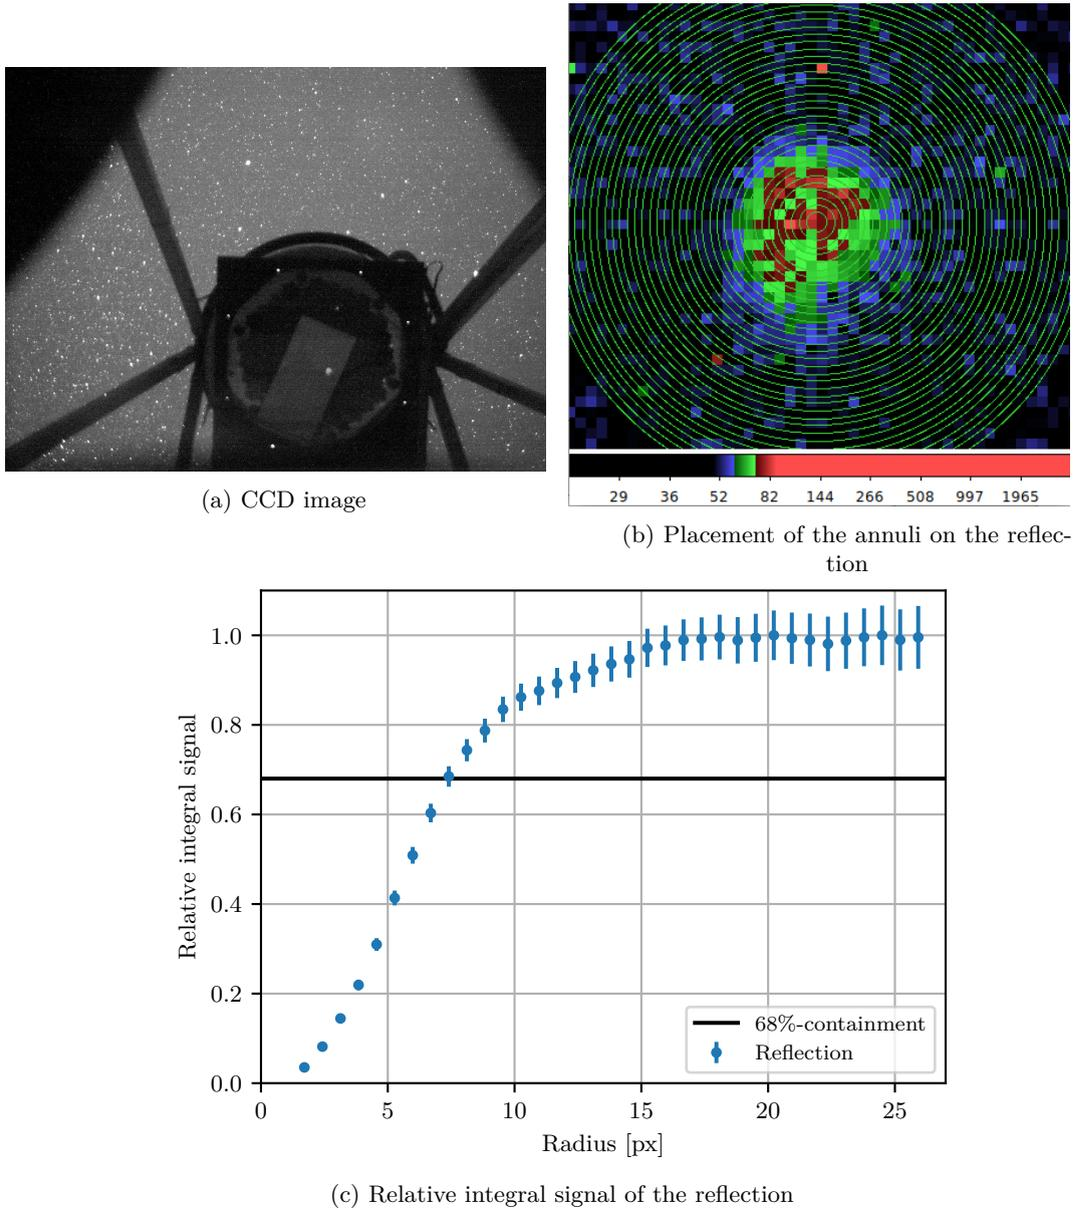 (a) CCD image
29 36 52 82 144 266 508 997 1965
(b) Placement of the annuli on the reflec-
tion
1.0
0.8
0.6
0.4
0.2
0.0
Relative integral signal
68%-containment
Reflection
0 5 10 15 20 25
Radius [px]
(c) Relative integral signal of the reflection